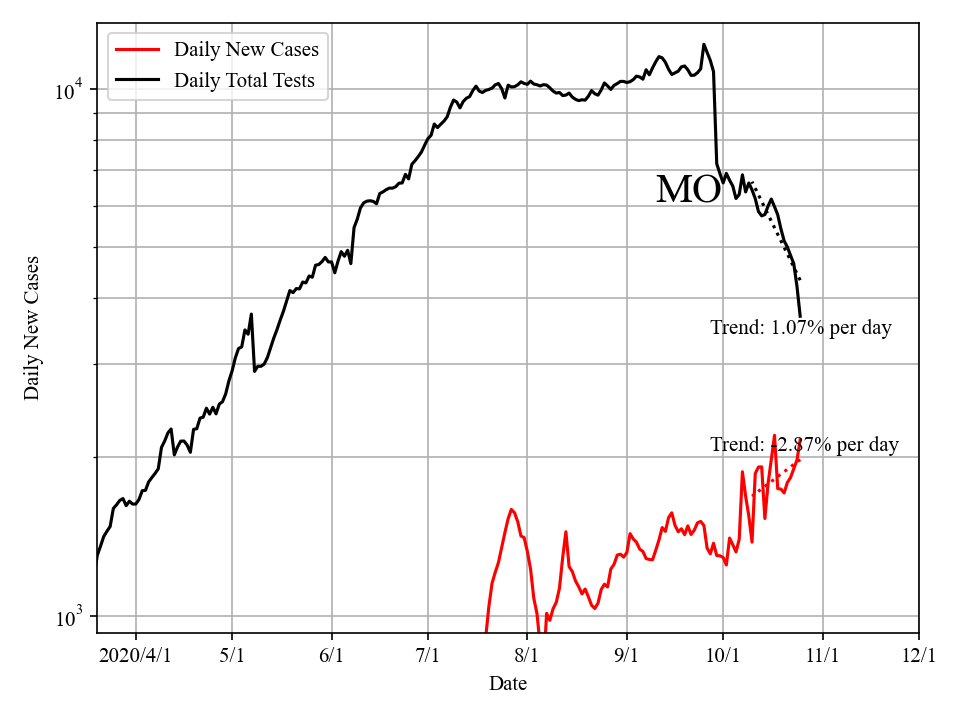 Daily New Cases
Daily Total Tests
10^4
MO
Trend: 1.07% per day
Trend: -2.87% per day
10^3
Daily New Cases
2020/4/1 5/1 6/1 7/1 8/1 9/1 10/1 11/1 12/1
Date